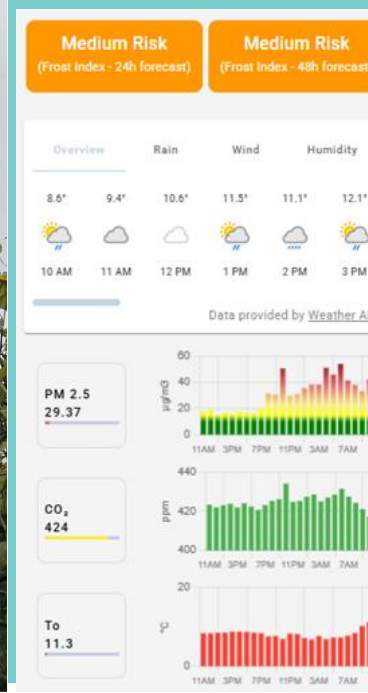 Medium Risk
(Frost Index - 24h forecast)
Medium Risk
(Frost Index - 48h forecast
Overview Rain Wind Humidity
8.6° 9.4° 10.6° 11.5° 11.1° 12.1°
10 AM 11 AM 12 PM 1 PM 2 PM 3 PM
Data provided by Weather A
PM 2.5
29.37
60
40
20
0
µg/m3
11AM 3PM 7PM 11PM 3AM 7AM
CO₂
424
440
420
400
ppm
11AM 3PM 7PM 11PM 3AM 7AM
To
11.3
20
0
°C
11AM 3PM 7PM 11PM 3AM 7AM